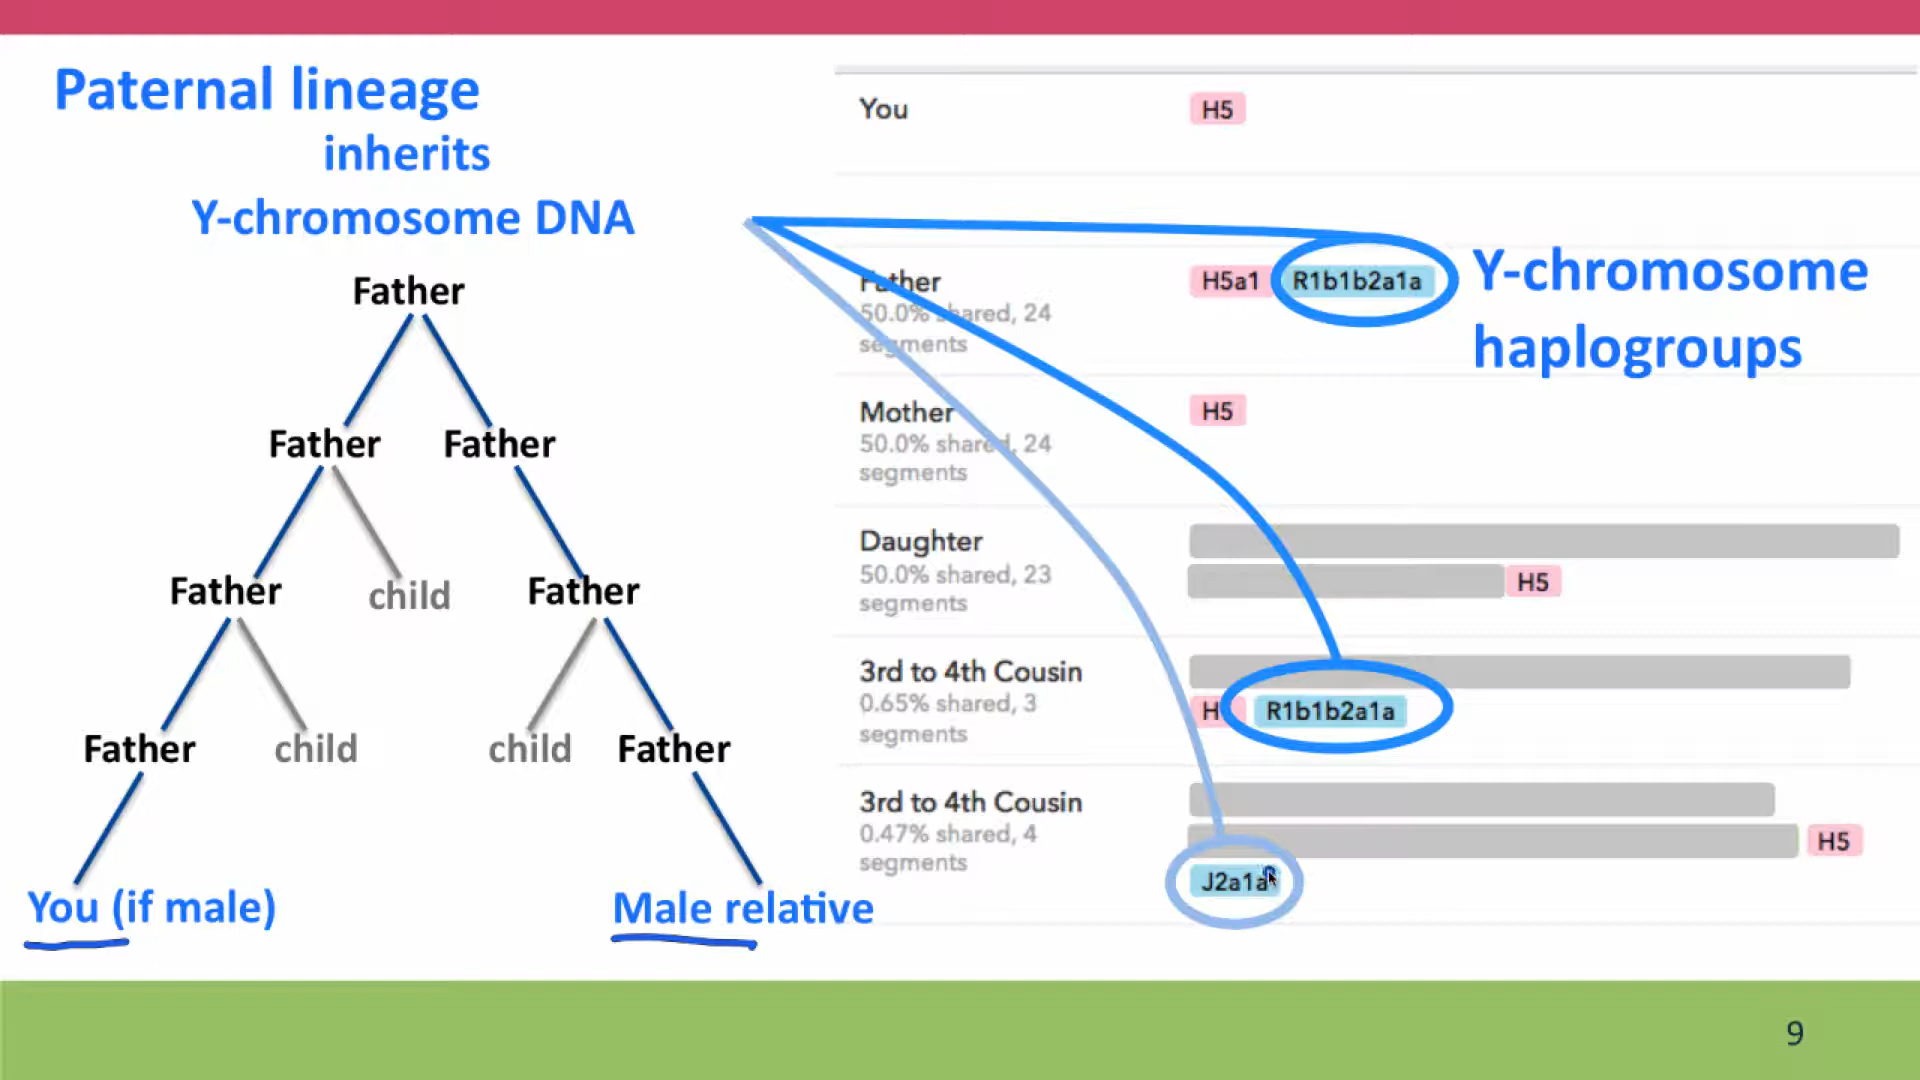 Paternal lineage
inherits
Y-chromosome DNA
Father
Father Father
Father child Father
Father child child Father
You (if male) Male relative
You H5
Father H5a1 R1b1b2a1a
50.0% shared, 24
segments
Y-chromosome
haplogroups
Mother H5
50.0% shared, 24
segments
Daughter
50.0% shared, 23 H5
segments
3rd to 4th Cousin
0.65% shared, 3 H R1b1b2a1a
segments
3rd to 4th Cousin
0.47% shared, 4 H5
segments J2a1a
9